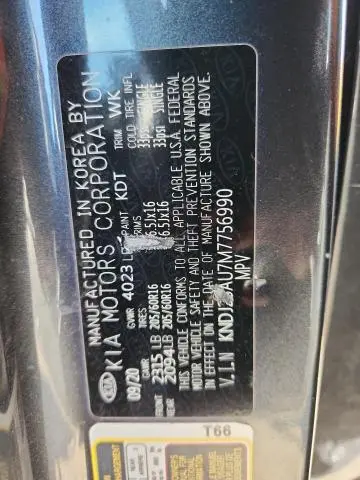 MANUFACTURED IN KOREA BY
KIA MOTORS CORPORATION
09/20 GVWR 4023 LB PAINT KDT TRIM WK
GAWR TIRES RIMS COLD TIRE INFL
FRONT 2315 LB 205/60R16 6.5JX16 33psi SINGLE
REAR 2094LB 205/60R16 6.5JX16 33psi SINGLE
THIS VEHICLE CONFORMS TO ALL APPLICABLE U.S.A. FEDERAL
MOTOR VEHICLE SAFETY AND THEFT PREVENTION STANDARDS
IN EFFECT ON THE DATE OF MANUFACTURE SHOWN ABOVE.
V.I.N KNDJ AU7M7756990
MPV
T66